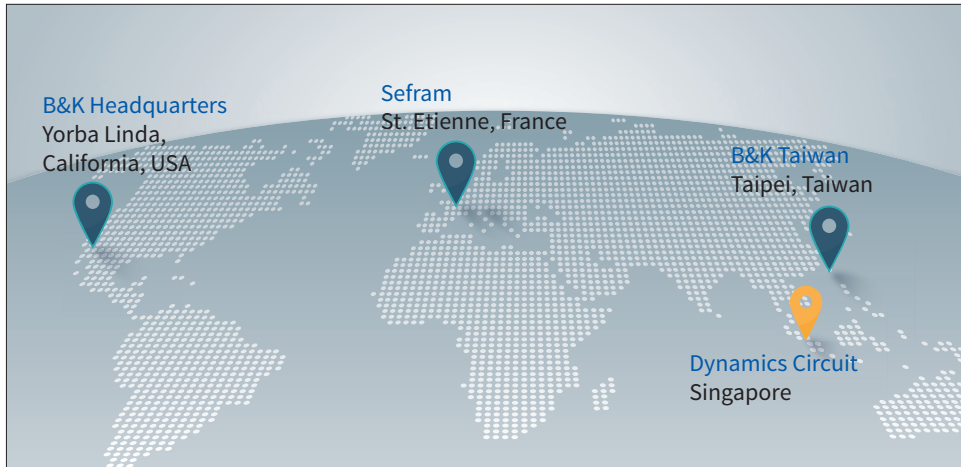 B&K Headquarters
Yorba Linda,
California, USA
Sefram
St. Etienne, France
B&K Taiwan
Taipei, Taiwan
Dynamics Circuit
Singapore